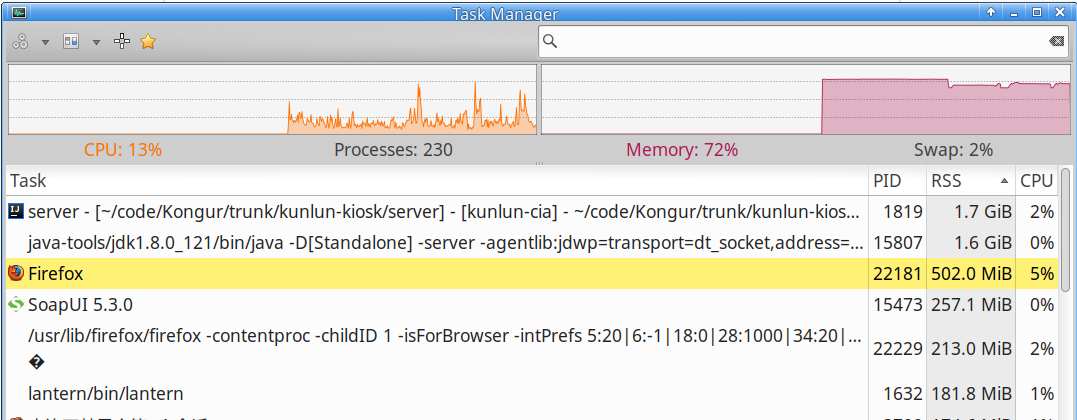 Task Manager
CPU: 13%
Processes: 230
Memory: 72%
Swap: 2%
Task PID RSS CPU
server - [~/code/Kongur/trunk/kunlun-kiosk/server] - [kunlun-cia] - ~/code/Kongur/trunk/kunlun-kios... 1819 1.7 GiB 2%
java-tools/jdk1.8.0_121/bin/java -D[Standalone] -server -agentlib:jdwp=transport=dt_socket,address=... 15807 1.6 GiB 0%
Firefox 22181 502.0 MiB 5%
SoapUI 5.3.0 15473 257.1 MiB 0%
/usr/lib/firefox/firefox -contentproc -childID 1 -isForBrowser -intPrefs 5:20|6:-1|18:0|28:1000|34:20|...
� 22229 213.0 MiB 2%
lantern/bin/lantern 1632 181.8 MiB 1%